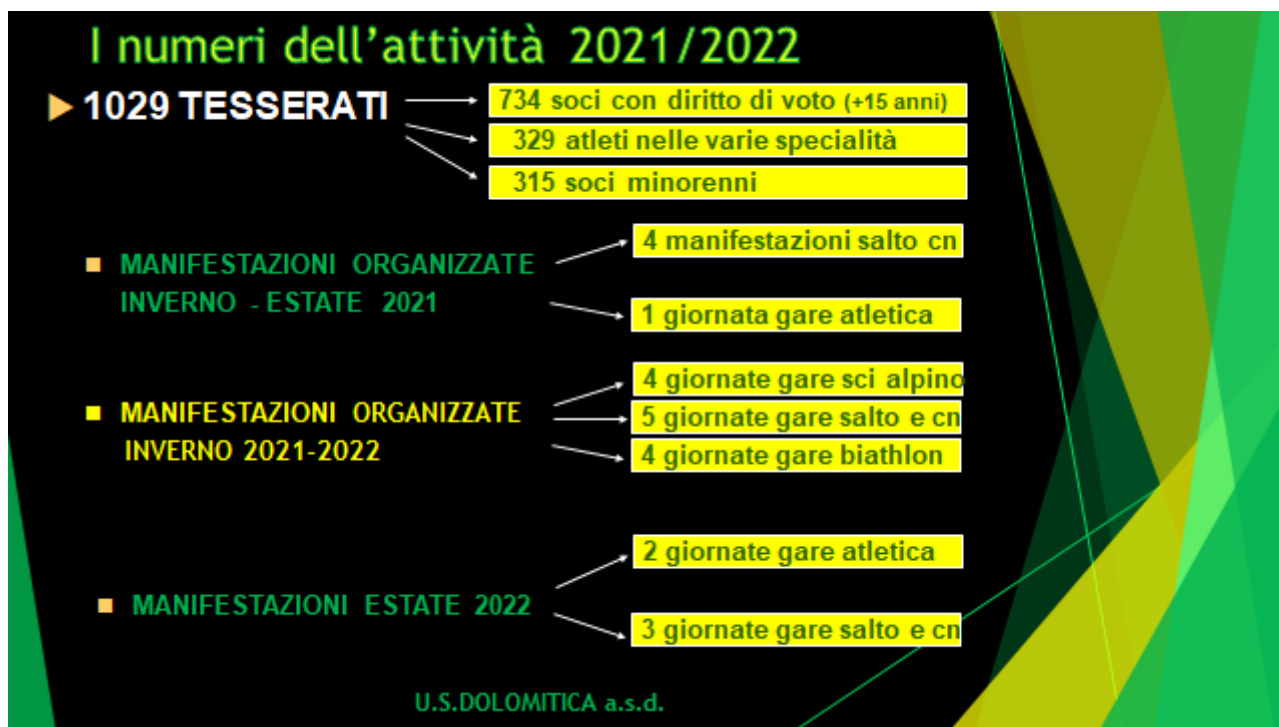 I numeri dell’attività 2021/2022
1029 TESSERATI
734 soci con diritto di voto (+15 anni)
329 atleti nelle varie specialità
315 soci minorenni
MANIFESTAZIONI ORGANIZZATE
INVERNO - ESTATE 2021
4 manifestazioni salto cn
1 giornata gare atletica
MANIFESTAZIONI ORGANIZZATE
INVERNO 2021-2022
4 giornate gare sci alpino
5 giornate gare salto e cn
4 giornate gare biathlon
MANIFESTAZIONI ESTATE 2022
2 giornate gare atletica
3 giornate gare salto e cn
U.S.DOLOMITICA a.s.d.